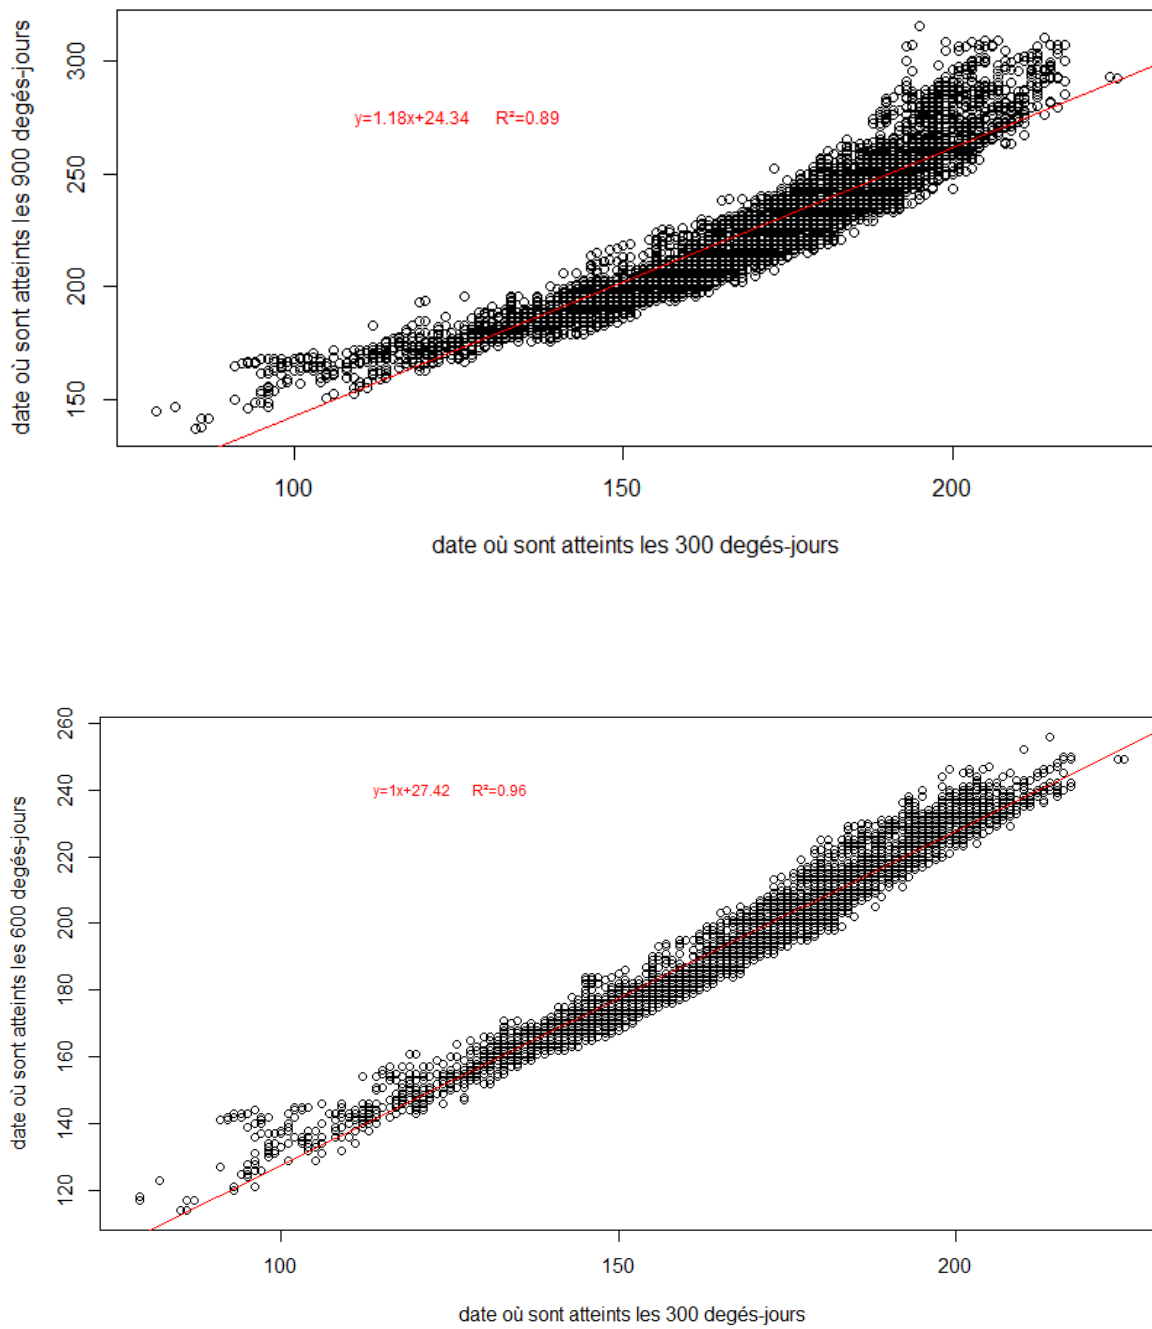 date où sont atteints les 900 degés-jours
300
250
200
150
y=1.18x+24.34 R²=0.89
100 150 200
date où sont atteints les 300 degés-jours
date où sont atteints les 600 degés-jours
260
240
220
200
180
160
140
120
y=1x+27.42 R²=0.96
100 150 200
date où sont atteints les 300 degés-jours